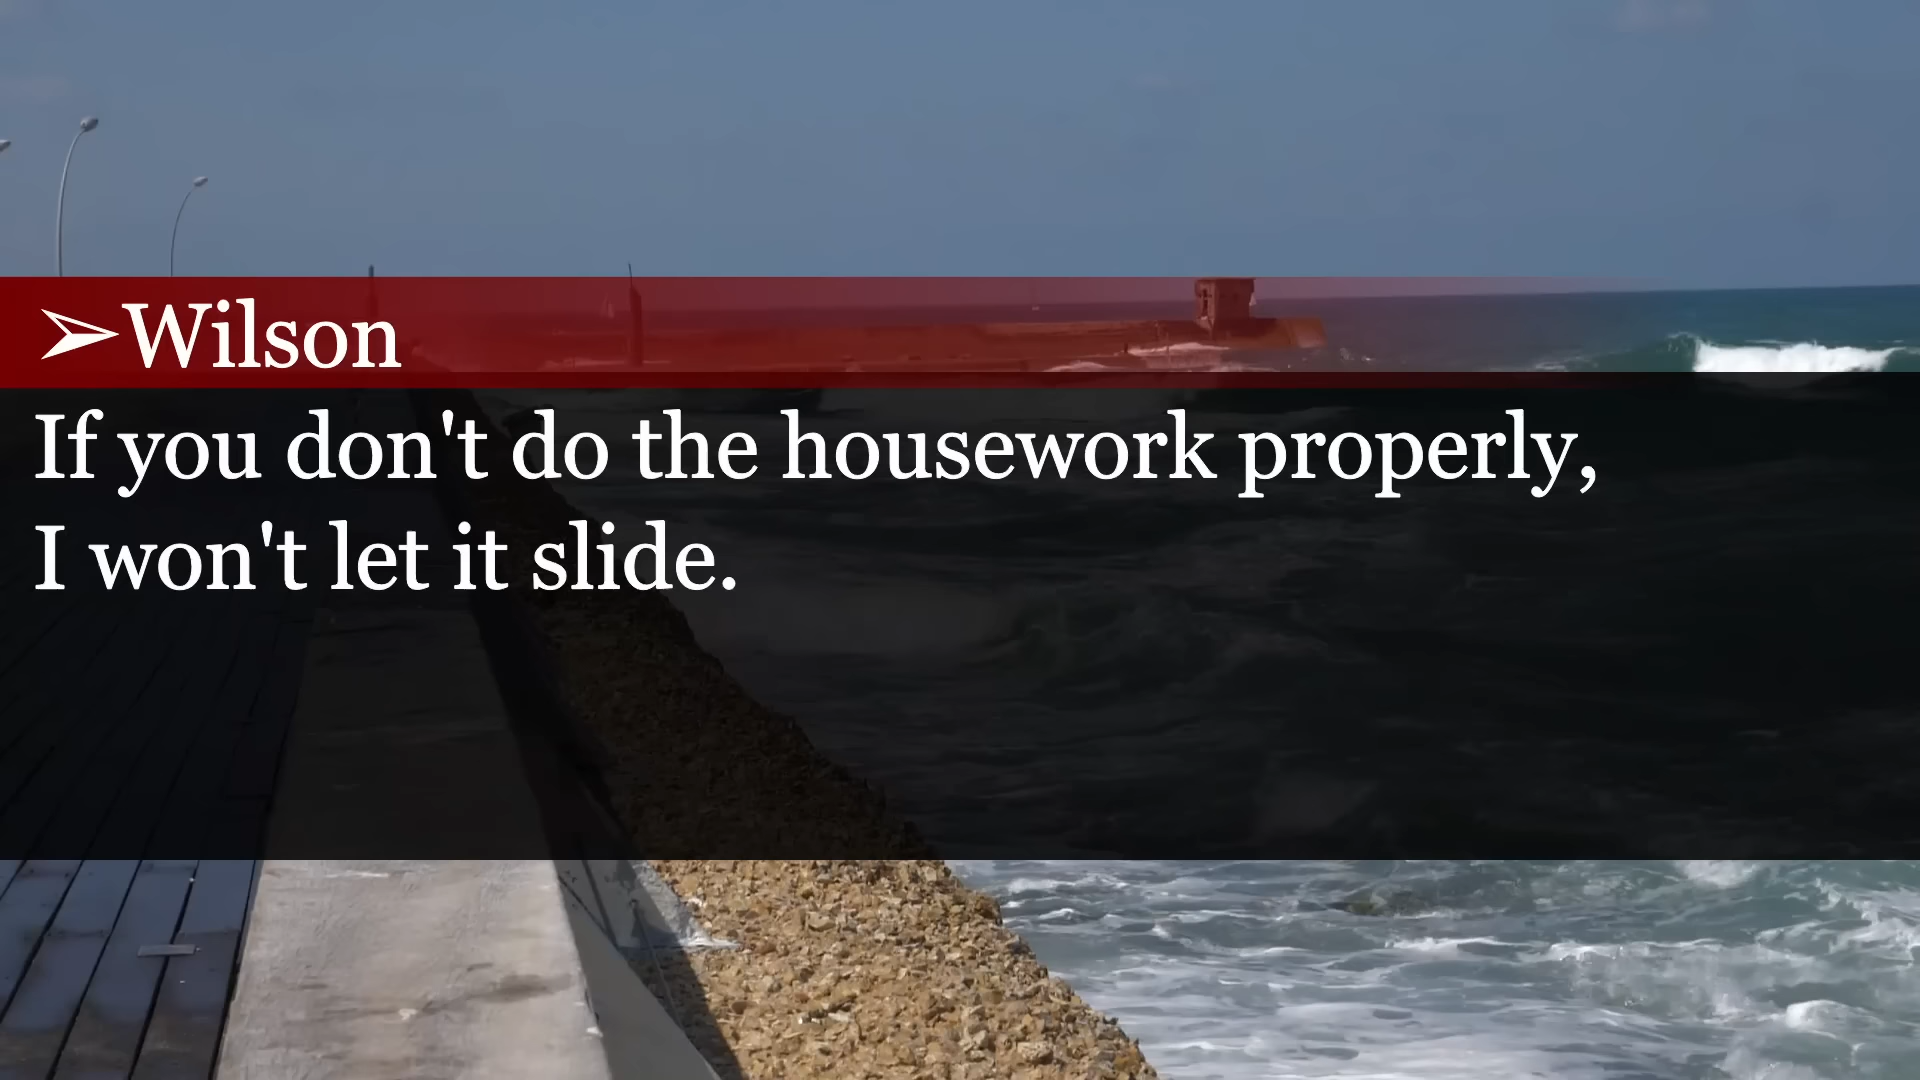 ➢Wilson
If you don't do the housework properly,
I won't let it slide.